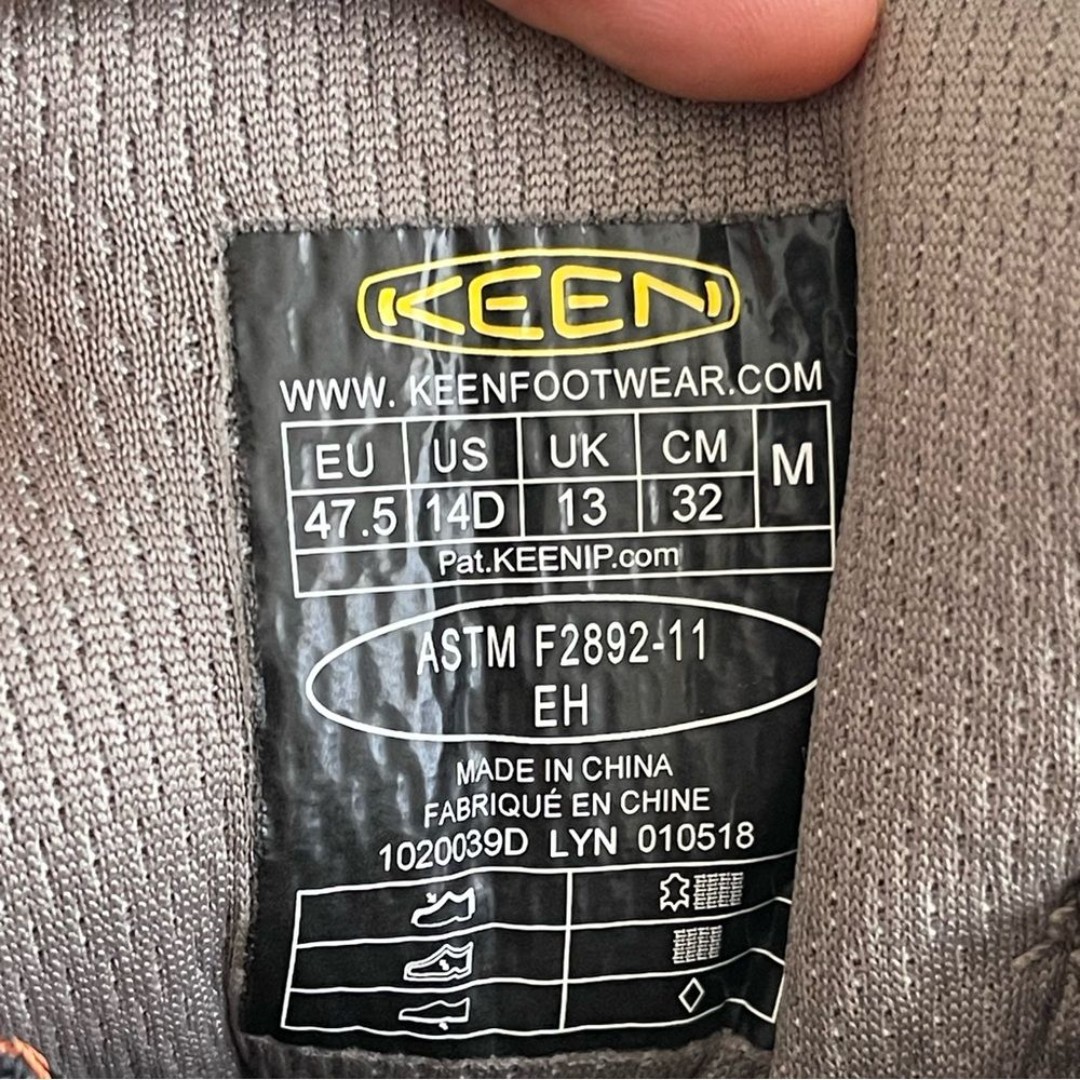 KEEN
WWW. KEENFOOTWEAR.COM
EU US UK CM M
47.5 14D 13 32
Pat.KEENIP.com
ASTM F2892-11
EH
MADE IN CHINA
FABRIQUÉ EN CHINE
1020039D LYN 010518